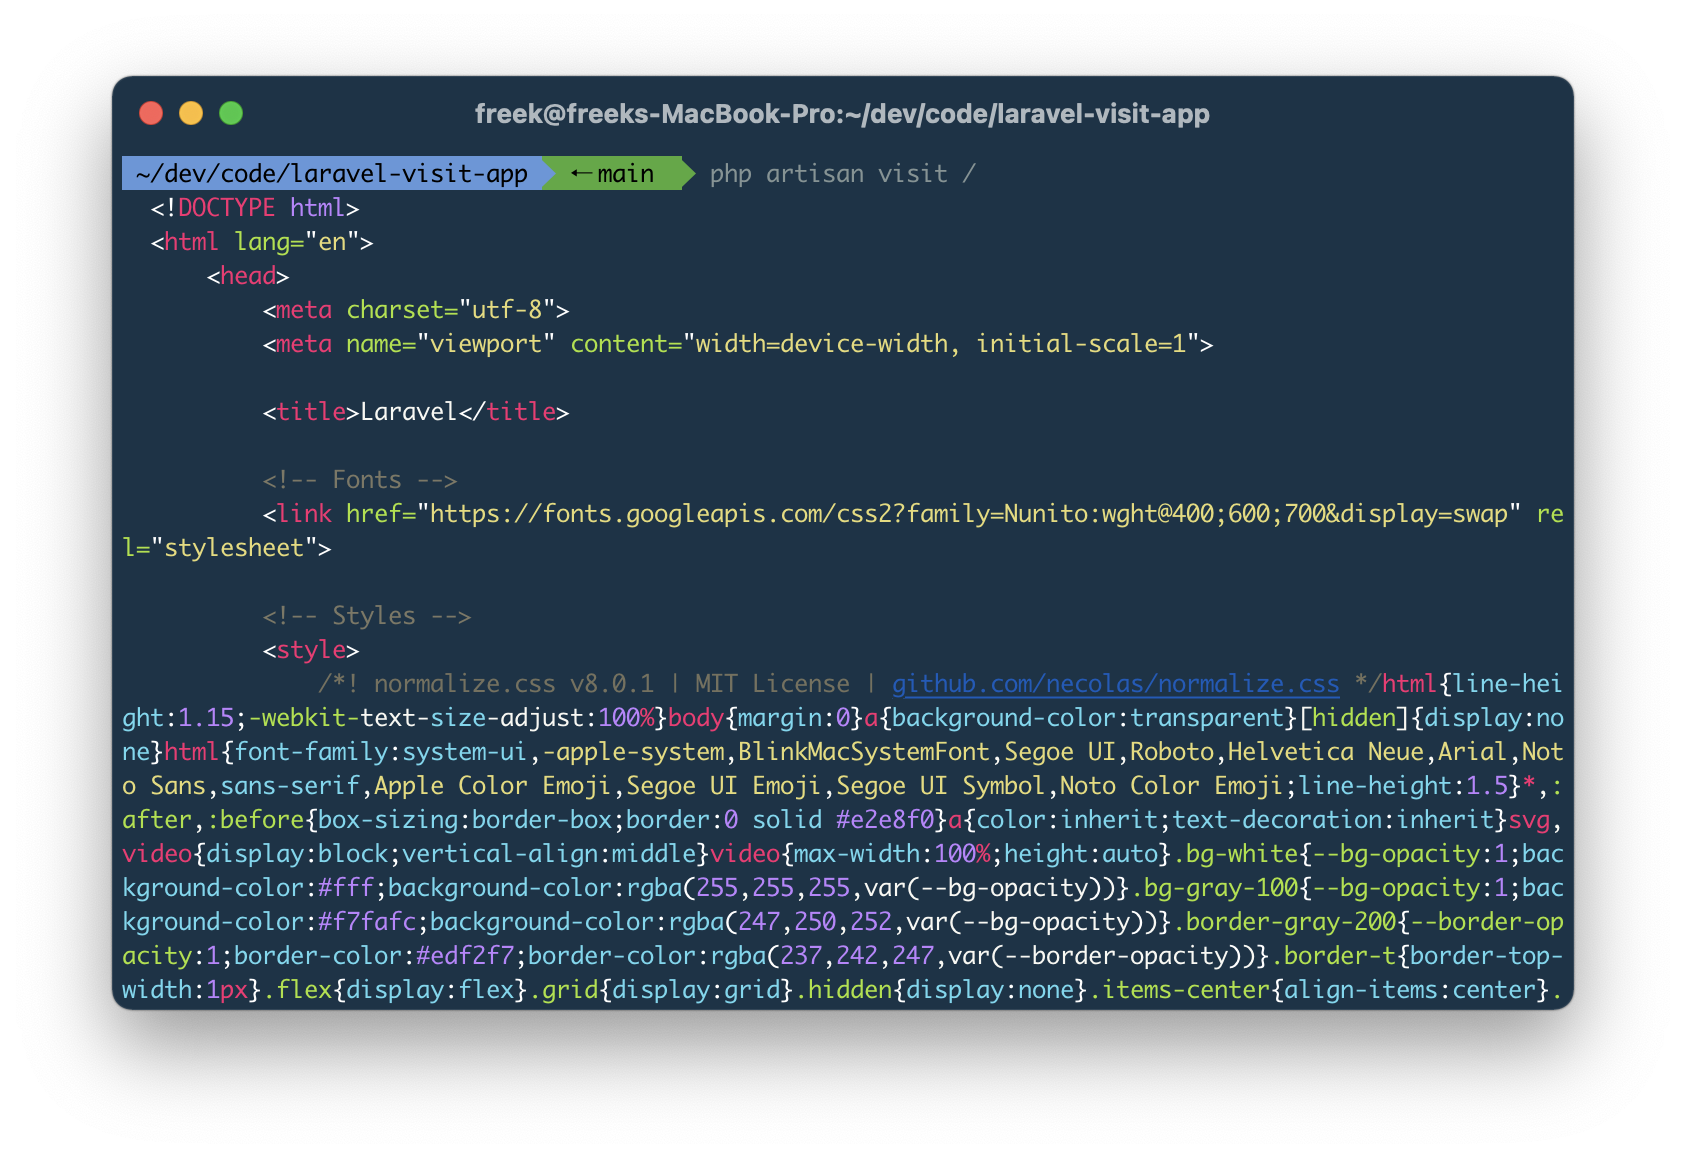 freek@freeks-MacBook-Pro:~/dev/code/laravel-visit-app
~/dev/code/laravel-visit-app ←main php artisan visit /
<!DOCTYPE html>
<html lang="en">
<head>
<meta charset="utf-8">
<meta name="viewport" content="width=device-width, initial-scale=1">
<title>Laravel</title>
<!-- Fonts -->
<link href="https://fonts.googleapis.com/css2?family=Nunito:wght@400;600;700&display=swap" re
l="stylesheet">
<!-- Styles -->
<style>
/*! normalize.css v8.0.1 | MIT License | github.com/necolas/normalize.css */html{line-hei
ght:1.15;-webkit-text-size-adjust:100%}body{margin:0}a{background-color:transparent}[hidden]{display:no
ne}html{font-family:system-ui,-apple-system,BlinkMacSystemFont,Segoe UI,Roboto,Helvetica Neue,Arial,Not
o Sans,sans-serif,Apple Color Emoji,Segoe UI Emoji,Segoe UI Symbol,Noto Color Emoji;line-height:1.5}*,:
after,:before{box-sizing:border-box;border:0 solid #e2e8f0}a{color:inherit;text-decoration:inherit}svg,
video{display:block;vertical-align:middle}video{max-width:100%;height:auto}.bg-white{--bg-opacity:1;bac
kground-color:#fff;background-color:rgba(255,255,255,var(--bg-opacity))}.bg-gray-100{--bg-opacity:1;bac
kground-color:#f7fafc;background-color:rgba(247,250,252,var(--bg-opacity))}.border-gray-200{--border-op
acity:1;border-color:#edf2f7;border-color:rgba(237,242,247,var(--border-opacity))}.border-t{border-top-
width:1px}.flex{display:flex}.grid{display:grid}.hidden{display:none}.items-center{align-items:center}.